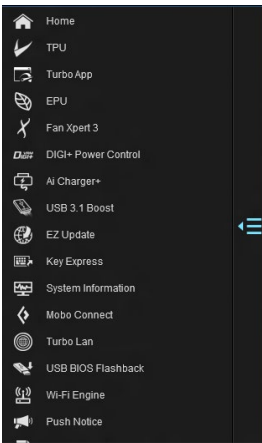 Home
TPU
Turbo App
EPU
Fan Xpert 3
DIGI+ Power Control
Ai Charger+
USB 3.1 Boost
EZ Update
Key Express
System Information
Mobo Connect
Turbo Lan
USB BIOS Flashback
Wi-Fi Engine
Push Notice